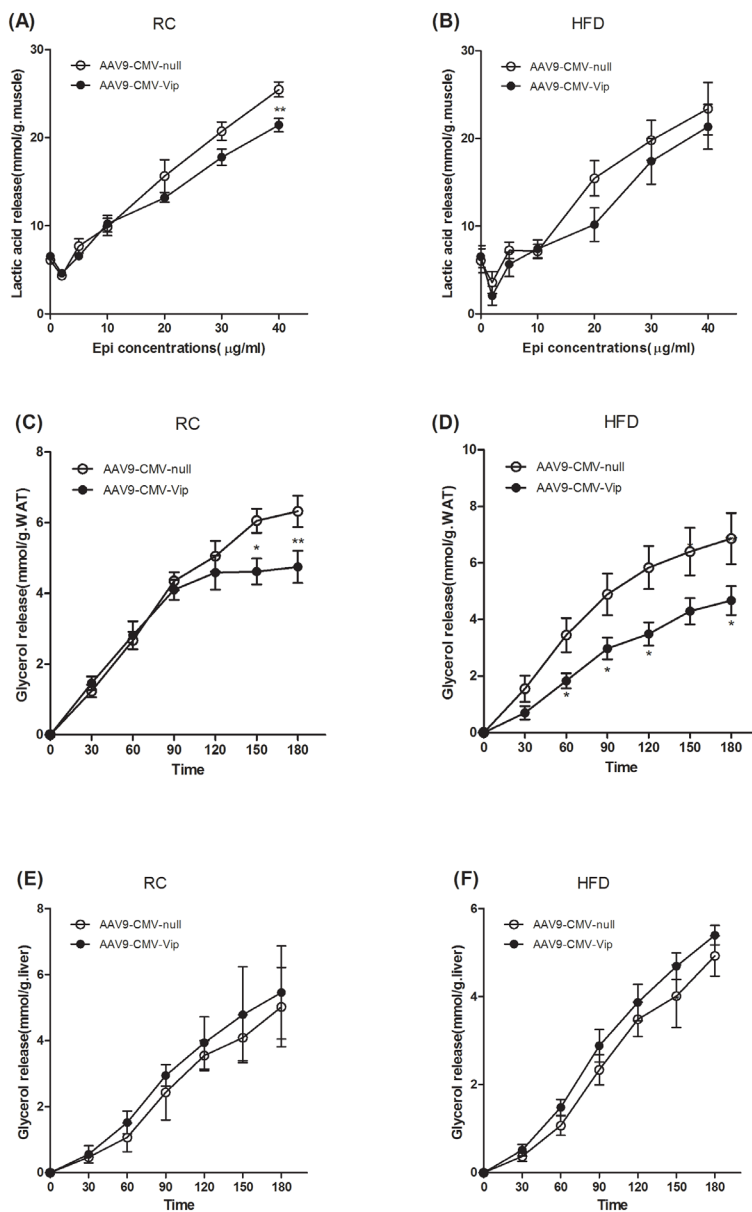 (A)
RC
AAV9-CMV-null
AAV9-CMV-Vip
Lactic acid release(mmol/g.muscle)
30
20
10
0
**
0 10 20 30 40
Epi concentrations( μg/ml)
(B)
HFD
AAV9-CMV-null
AAV9-CMV-Vip
Lactic acid release(mmol/g.muscle)
30
20
10
0
0 10 20 30 40
Epi concentrations( μg/ml)
(C)
RC
AAV9-CMV-null
AAV9-CMV-Vip
Glycerol release(mmol/g.WAT)
8
6
4
2
0
* **
0 30 60 90 120 150 180
Time
(D)
HFD
AAV9-CMV-null
AAV9-CMV-Vip
Glycerol release(mmol/g.WAT)
10
8
6
4
2
0
* * * *
0 30 60 90 120 150 180
Time
(E)
RC
AAV9-CMV-null
AAV9-CMV-Vip
Glycerol release(mmol/g.liver)
8
6
4
2
0
0 30 60 90 120 150 180
Time
(F)
HFD
AAV9-CMV-null
AAV9-CMV-Vip
Glycerol release(mmol/g.liver)
6
4
2
0
0 30 60 90 120 150 180
Time